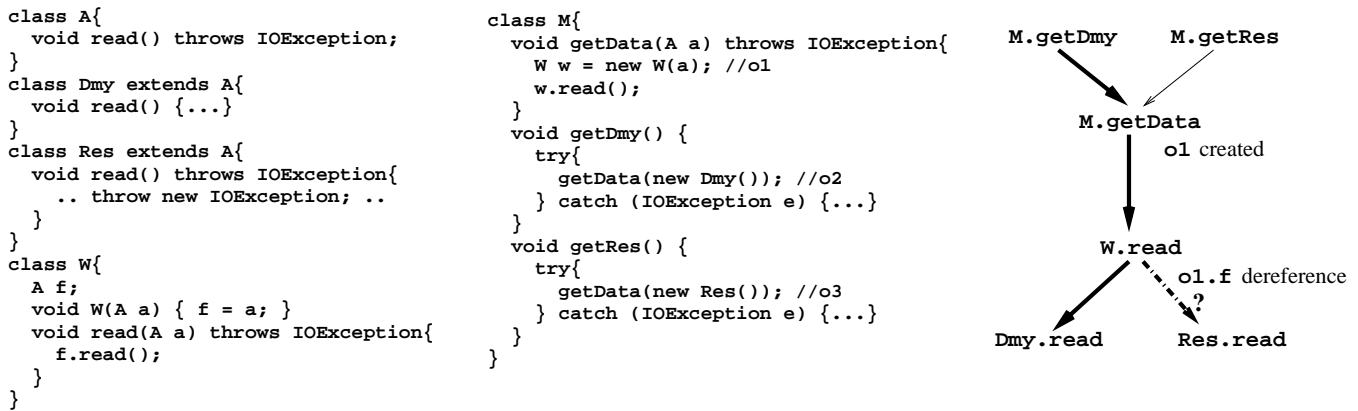 class A{
  void read() throws IOException;
}
class Dmy extends A{
  void read() {...}
}
class Res extends A{
  void read() throws IOException{
    .. throw new IOException; ..
  }
}
class W{
  A f;
  void W(A a) { f = a; }
  void read(A a) throws IOException{
    f.read();
  }
}
class M{
  void getData(A a) throws IOException{
    W w = new W(a); //o1
    w.read();
  }
  void getDmy() {
    try{
      getData(new Dmy()); //o2
    } catch (IOException e) {...}
  }
  void getRes() {
    try{
      getData(new Res()); //o3
    } catch (IOException e) {...}
  }
}
M.getDmy M.getRes
M.getData
o1 created
W.read
o1.f dereference
?
Dmy.read Res.read